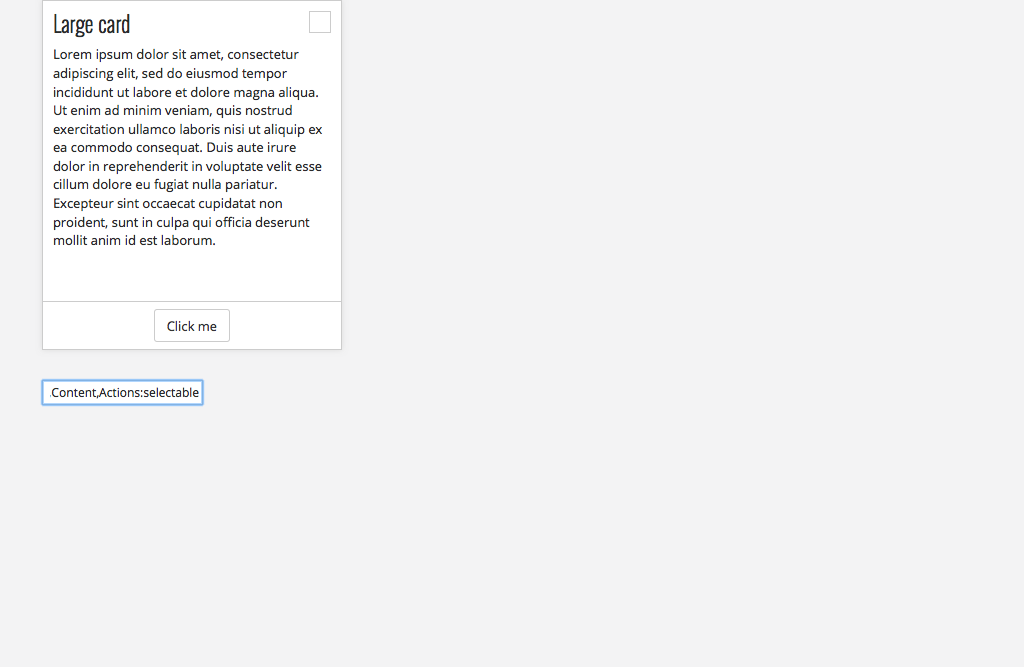 Large card
Lorem ipsum dolor sit amet, consectetur
adipiscing elit, sed do eiusmod tempor
incididunt ut labore et dolore magna aliqua.
Ut enim ad minim veniam, quis nostrud
exercitation ullamco laboris nisi ut aliquip ex
ea commodo consequat. Duis aute irure
dolor in reprehenderit in voluptate velit esse
cillum dolore eu fugiat nulla pariatur.
Excepteur sint occaecat cupidatat non
proident, sunt in culpa qui officia deserunt
mollit anim id est laborum.
Click me
Content,Actions:selectable